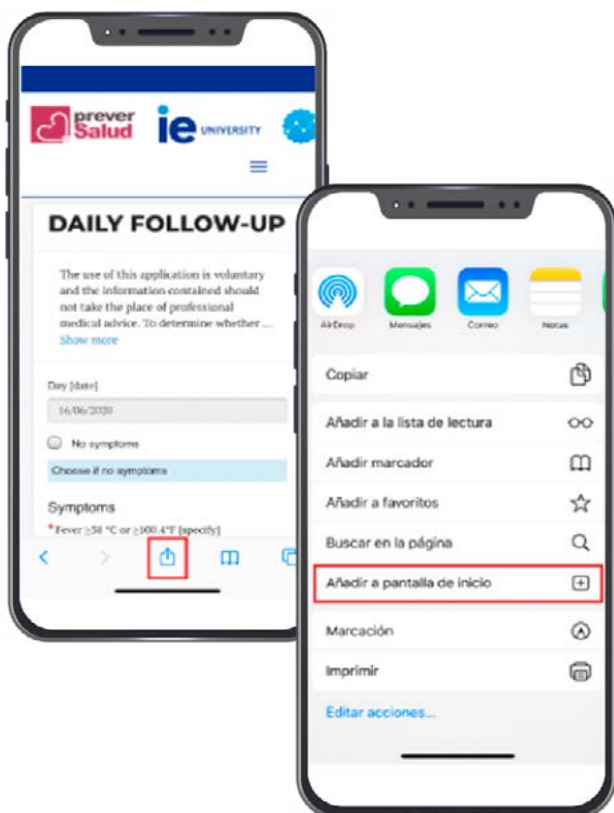 prever
Salud
ie UNIVERSITY
DAILY FOLLOW-UP
The use of this application is voluntary
and the information contained should
not take the place of professional
medical advice. To determine whether ...
Show more
Day [date]
16/06/2020
No symptoms
Choose if no symptoms
Symptoms
*Fever ≥38 °C or ≥100.4°F [specify]
AirDrop
Mensajes
Correo
Notas
Copiar
Añadir a la lista de lectura
Añadir marcador
Añadir a favoritos
Buscar en la página
Añadir a pantalla de inicio
Marcación
Imprimir
Editar acciones...